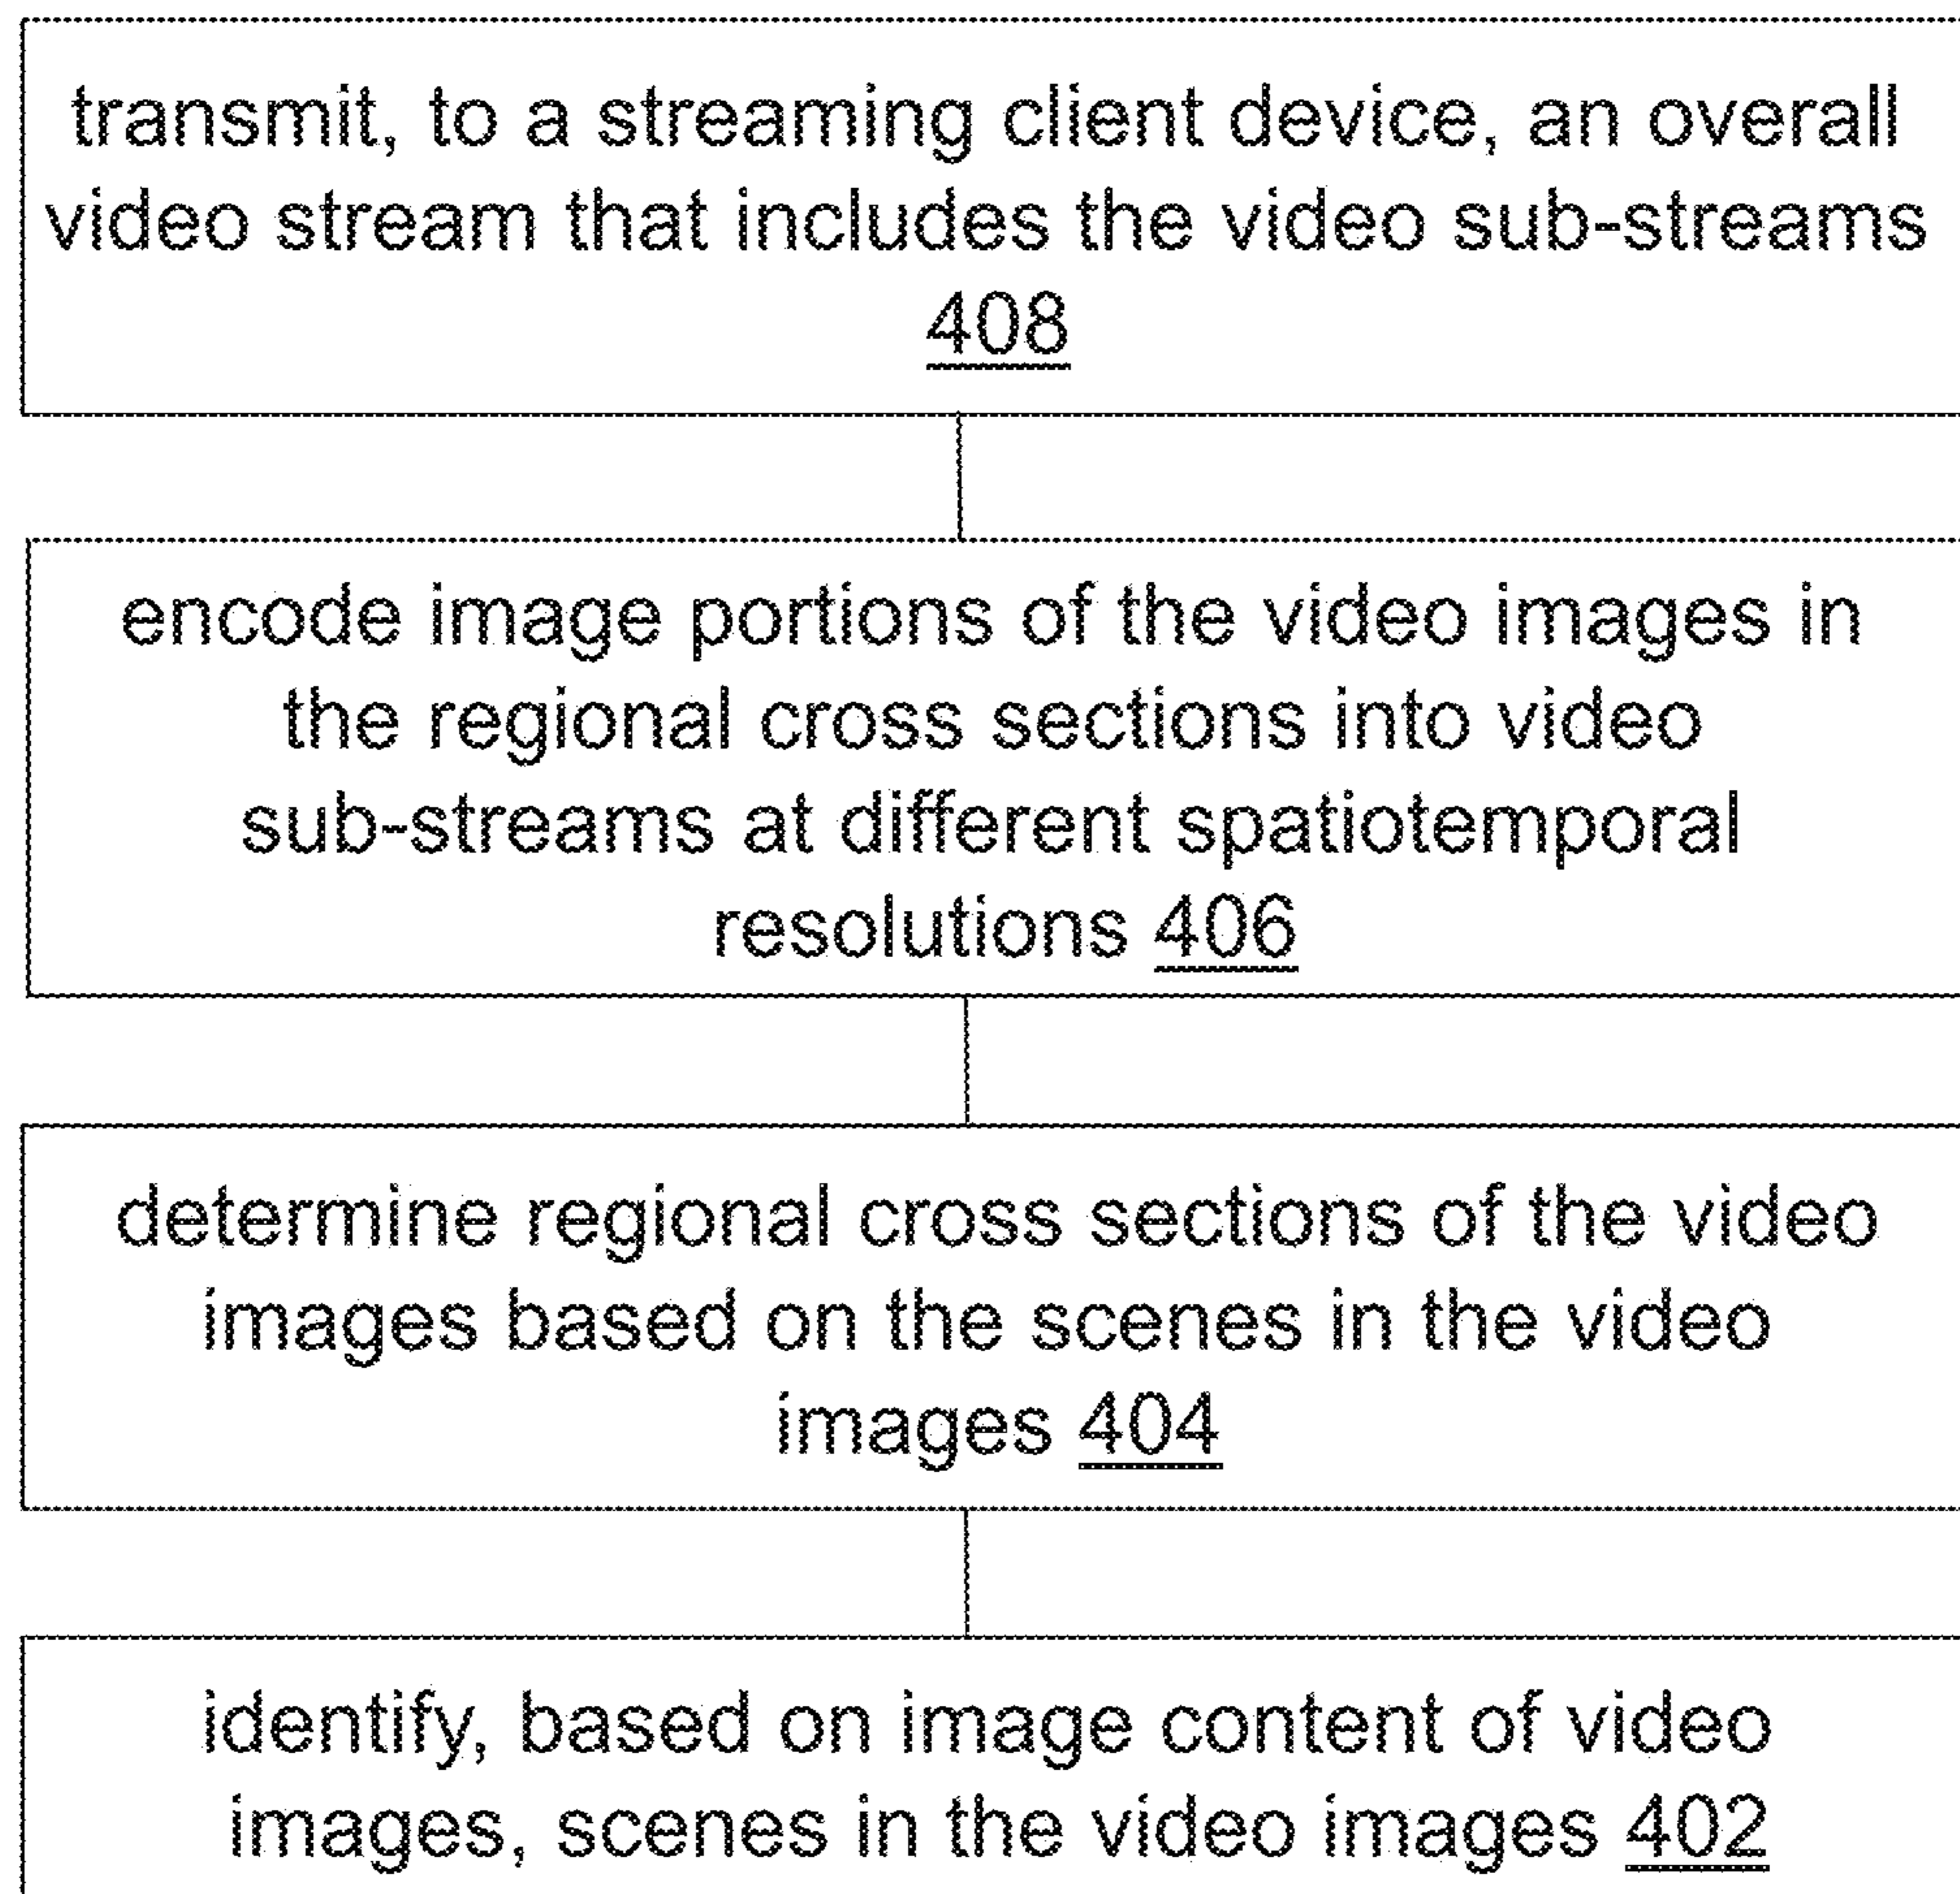 transmit, to a streaming client device, an overall
video stream that includes the video sub-streams
408
encode image portions of the video images in
the regional cross sections into video
sub-streams at different spatiotemporal
resolutions 406
determine regional cross sections of the video
images based on the scenes in the video
images 404
identify, based on image content of video
images, scenes in the video images 402